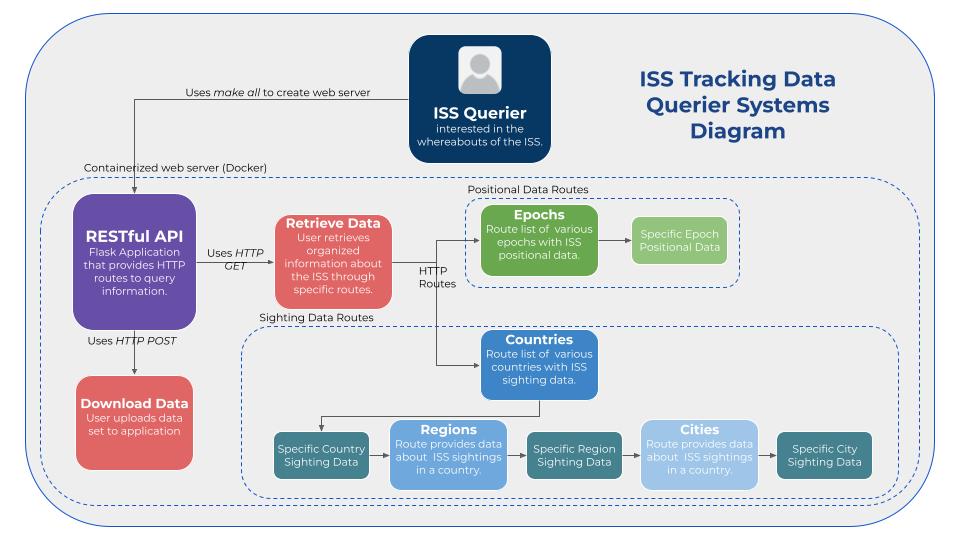 ISS Tracking Data
Querier Systems
Diagram
ISS Querier
interested in the
whereabouts of the ISS.
Uses make all to create web server
Containerized web server (Docker)
RESTful API
Flask Application
that provides HTTP
routes to query
information.
Uses HTTP
GET
Retrieve Data
User retrieves
organized
information about
the ISS through
specific routes.
HTTP
Routes
Positional Data Routes
Epochs
Route list of various
epochs with ISS
positional data.
Specific Epoch
Positional Data
Uses HTTP POST
Download Data
User uploads data
set to application
Sighting Data Routes
Countries
Route list of various
countries with ISS
sighting data.
Specific Country
Sighting Data
Regions
Route provides data
about ISS sightings
in a country.
Specific Region
Sighting Data
Cities
Route provides data
about ISS sightings
in a country.
Specific City
Sighting Data